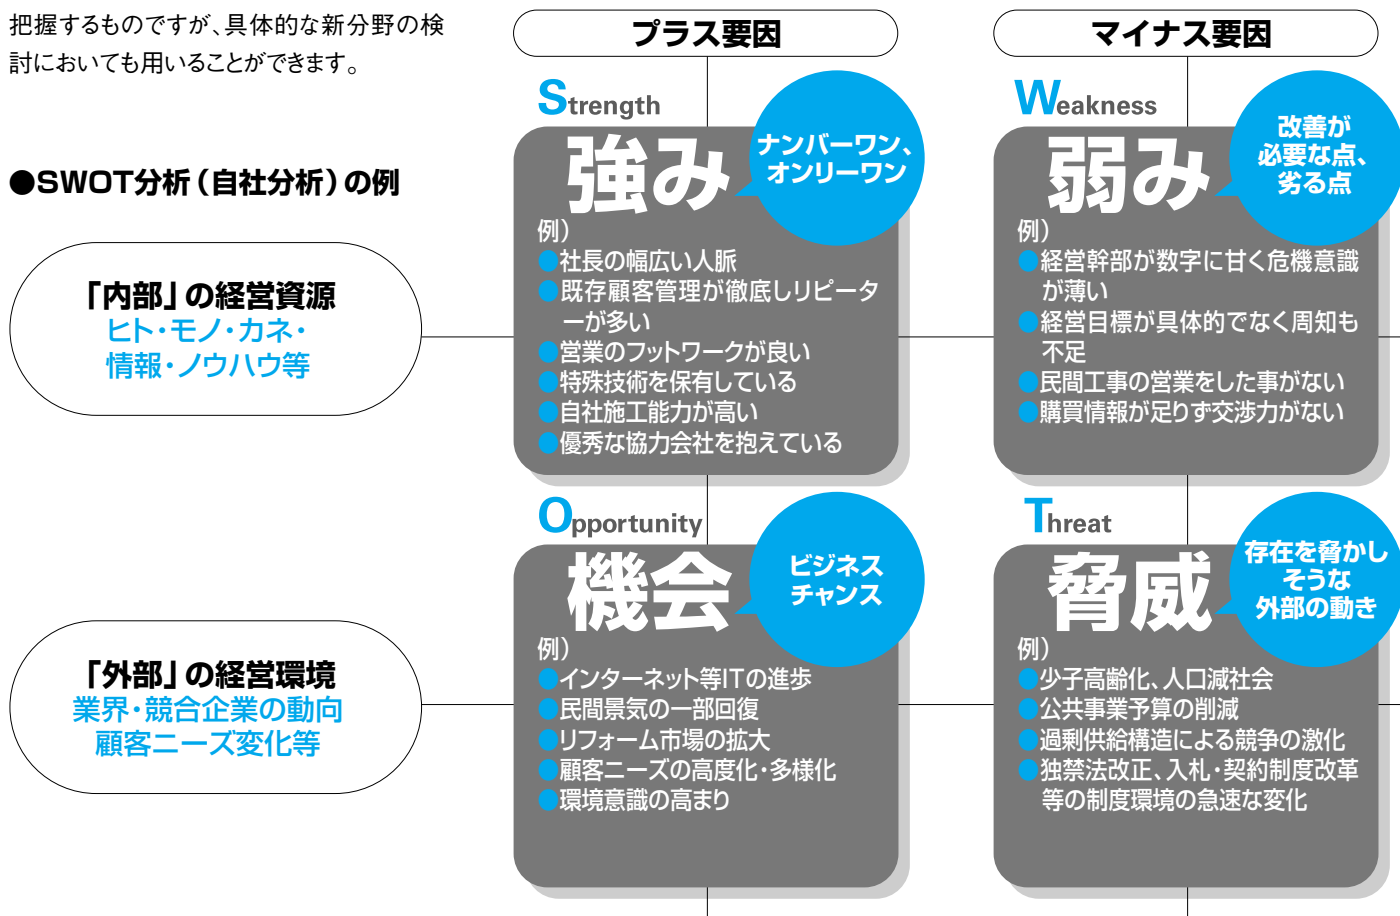 把握するものですが、具体的な新分野の検
討においても用いることができます。
●SWOT分析（自社分析）の例
プラス要因
マイナス要因
「内部」の経営資源
ヒト・モノ・カネ・
情報・ノウハウ等
Strength
強み
ナンバーワン、
オンリーワン
例）
●社長の幅広い人脈
●既存顧客管理が徹底しリピータ
ーが多い
●営業のフットワークが良い
●特殊技術を保有している
●自社施工能力が高い
●優秀な協力会社を抱えている
Weakness
弱み
改善が
必要な点、
劣る点
例）
●経営幹部が数字に甘く危機意識
が薄い
●経営目標が具体的でなく周知も
不足
●民間工事の営業をした事がない
●購買情報が足りず交渉力がない
「外部」の経営環境
業界・競合企業の動向
顧客ニーズ変化等
Opportunity
機会
ビジネス
チャンス
例）
●インターネット等ITの進歩
●民間景気の一部回復
●リフォーム市場の拡大
●顧客ニーズの高度化・多様化
●環境意識の高まり
Threat
脅威
存在を脅かし
そうな
外部の動き
例）
●少子高齢化、人口減社会
●公共事業予算の削減
●過剰供給構造による競争の激化
●独禁法改正、入札・契約制度改革
等の制度環境の急速な変化